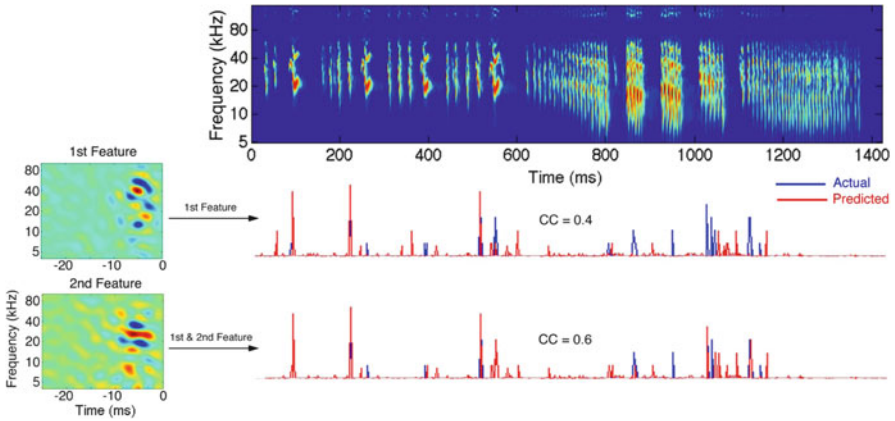 Frequency (kHz)
80
40
20
10
5
0 200 400 600 800 1000 1200 1400
Time (ms)
1st Feature
80
40
20
10
5
-20 -10 0
1st Feature
CC = 0.4
Actual
Predicted
2nd Feature
Frequency (kHz)
80
40
20
10
5
-20 -10 0
Time (ms)
1st & 2nd Feature
CC = 0.6